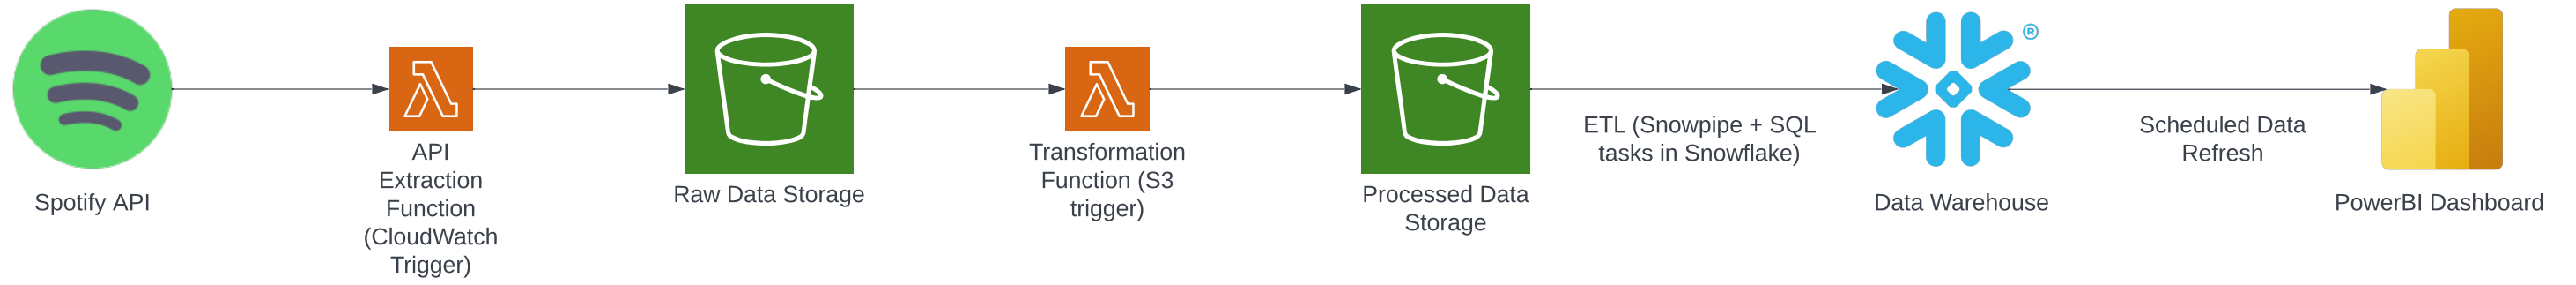 Spotify API
API
Extraction
Function
(CloudWatch
Trigger)
Raw Data Storage
Transformation
Function (S3
trigger)
Processed Data
Storage
ETL (Snowpipe + SQL
tasks in Snowflake)
®
Data Warehouse
Scheduled Data
Refresh
PowerBI Dashboard